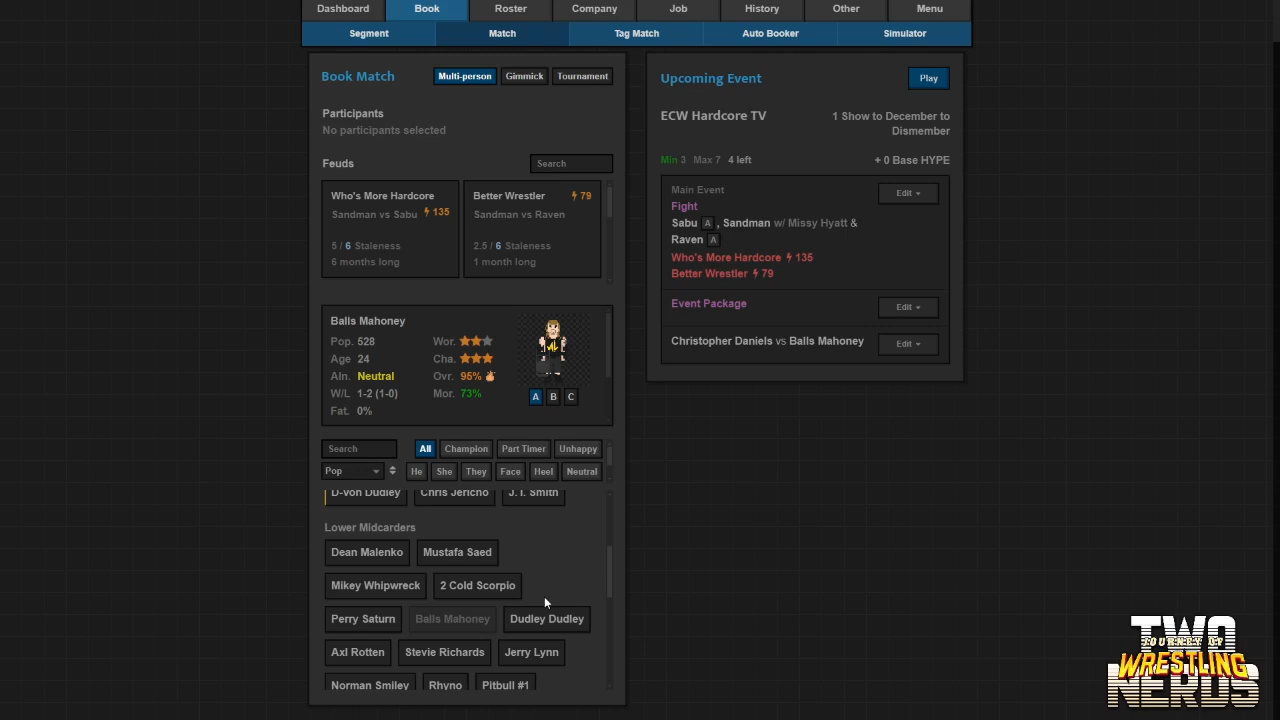 Dashboard Book Roster Company Job History Other Menu
Segment Match Tag Match Auto Booker Simulator
Book Match Multi-person Gimmick Tournament
Participants
No participants selected
Feuds Search
Who's More Hardcore
Sandman vs Sabu 135
5 / 6 Staleness
6 months long
Better Wrestler 79
Sandman vs Raven
2.5 / 6 Staleness
1 month long
Balls Mahoney
Pop. 528 Wor.
Age 24 Cha.
Aln. Neutral Ovr. 95%
W/L 1-2 (1-0) Mor. 73%
Fat. 0%
A B C
Search All Champion Part Timer Unhappy
Pop He She They Face Heel Neutral
D-Von Dudley Chris Jericho J.T. Smith
Lower Midcarders
Dean Malenko Mustafa Saed
Mikey Whipwreck 2 Cold Scorpio
Perry Saturn Balls Mahoney Dudley Dudley
Axl Rotten Stevie Richards Jerry Lynn
Norman Smiley Rhyno Pitbull #1
Upcoming Event Play
ECW Hardcore TV 1 Show to December to
Dismember
Min 3 Max 7 4 left + 0 Base HYPE
Main Event Edit
Fight
Sabu A , Sandman w/ Missy Hyatt &
Raven A
Who's More Hardcore 135
Better Wrestler 79
Event Package Edit
Christopher Daniels vs Balls Mahoney Edit
TWO
JOURNEY OF
WRESTLING
NERDS